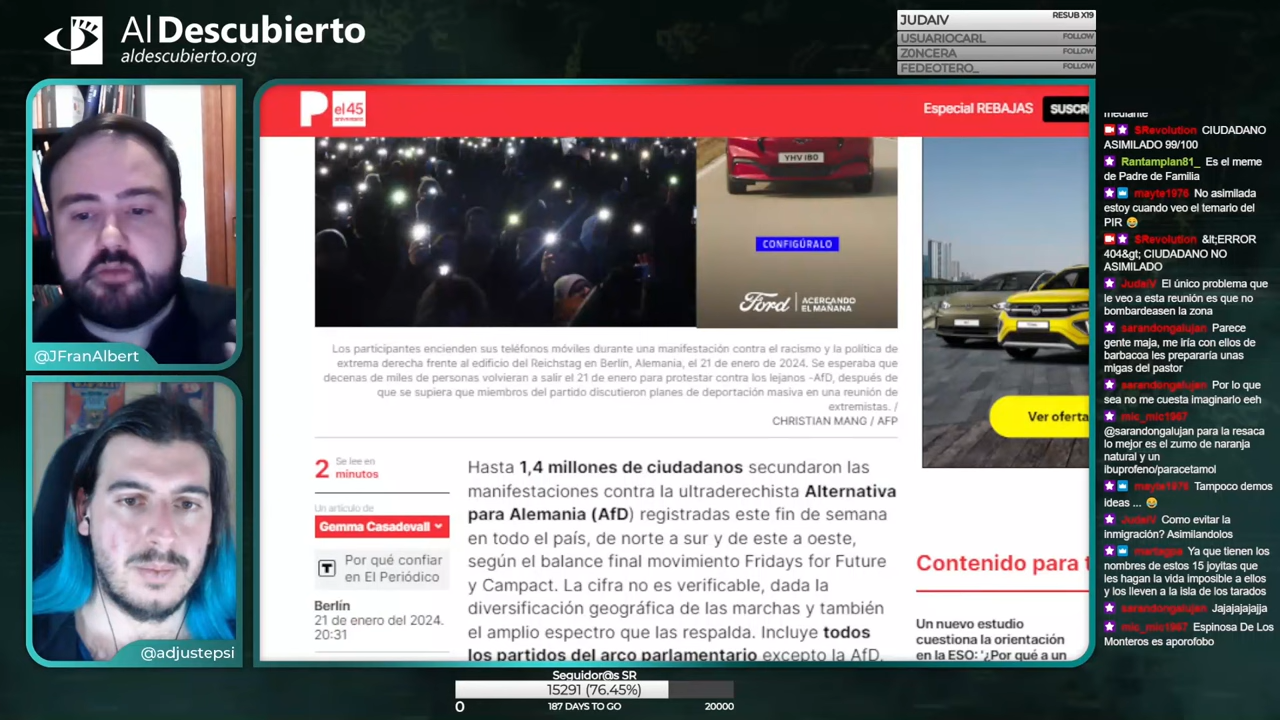 Al Descubierto
aldescubierto.org
JUDAIV RESUB X19
USUARIOCARL FOLLOW
Z0NCERA FOLLOW
FEDEOTERO_ FOLLOW
@JFranAlbert
@adjustepsi
P el 45 aniversario
Especial REBAJAS SUSCR
YHV 180
CONFIGÚRALO
Ford ACERCANDO
EL MAÑANA
Los participantes encienden sus teléfonos móviles durante una manifestación contra el racismo y la política de
extrema derecha frente al edificio del Reichstag en Berlín, Alemania, el 21 de enero de 2024. Se esperaba que
decenas de miles de personas volvieran a salir el 21 de enero para protestar contra los lejanos -AfD, después de
que se supiera que miembros del partido discutieron planes de deportación masiva en una reunión de
extremistas. /
CHRISTIAN MANG / AFP
2 Se lee en
minutos
Un artículo de
Gemma Casadevall
Por qué confiar
en El Periódico
Berlín
21 de enero del 2024.
20:31
Hasta 1,4 millones de ciudadanos secundaron las
manifestaciones contra la ultraderechista Alternativa
para Alemania (AfD) registradas este fin de semana
en todo el país, de norte a sur y de este a oeste,
según el balance final movimiento Fridays for Future
y Campact. La cifra no es verificable, dada la
diversificación geográfica de las marchas y también
el amplio espectro que las respalda. Incluye todos
los partidos del arco parlamentario excepto la AfD.
Ver oferta
Contenido para t
Un nuevo estudio
cuestiona la orientación
en la ESO: '¿Por qué a un
mediante
SRevolution CIUDADANO
ASIMILADO 99/100
Rantamplan81_ Es el meme
de Padre de Familia
mayte1976 No asimilada
estoy cuando veo el temario del
PIR
SRevolution &lt;ERROR
404&gt; CIUDADANO NO
ASIMILADO
JudaiV El único problema que
le veo a esta reunión es que no
bombardeasen la zona
sarandongalujan Parece
gente maja, me iría con ellos de
barbacoa les prepararía unas
migas del pastor
sarandongalujan Por lo que
sea no me cuesta imaginarlo eeh
mic_mic1967
@sarandongalujan para la resaca
lo mejor es el zumo de naranja
natural y un
ibuprofeno/paracetamol
mayte1976 Tampoco demos
ideas ...
JudaiV Como evitar la
inmigración? Asimilandolos
martagpa Ya que tienen los
nombres de estos 15 joyitas que
les hagan la vida imposible a ellos
y los lleven a la isla de los tarados
sarandongalujan Jajajajajajja
mic_mic1967 Espinosa De Los
Monteros es aporofobo
Seguidor@s SR
15291 (76.45%)
0 187 DAYS TO GO 20000